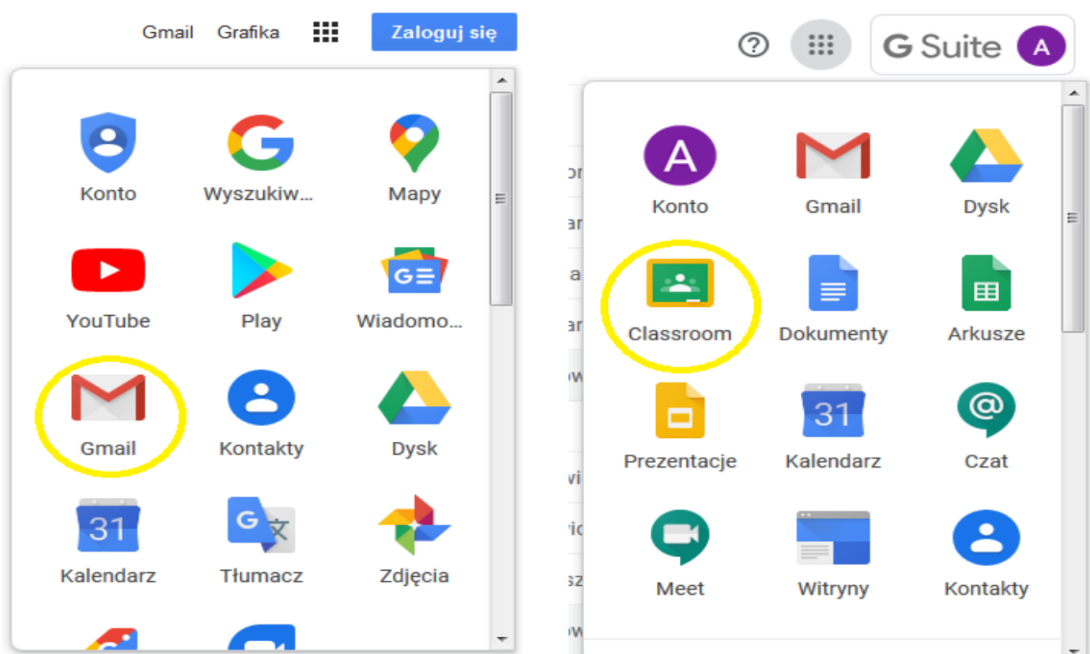 Gmail Grafika Zaloguj się
Konto Wyszukiw... Mapy
YouTube Play Wiadomo...
Gmail Kontakty Dysk
31
G 文
Kalendarz Tłumacz Zdjęcia
G Suite A
A
Konto Gmail Dysk
Classroom Dokumenty Arkusze
31 @
Prezentacje Kalendarz Czat
Meet Witryny Kontakty